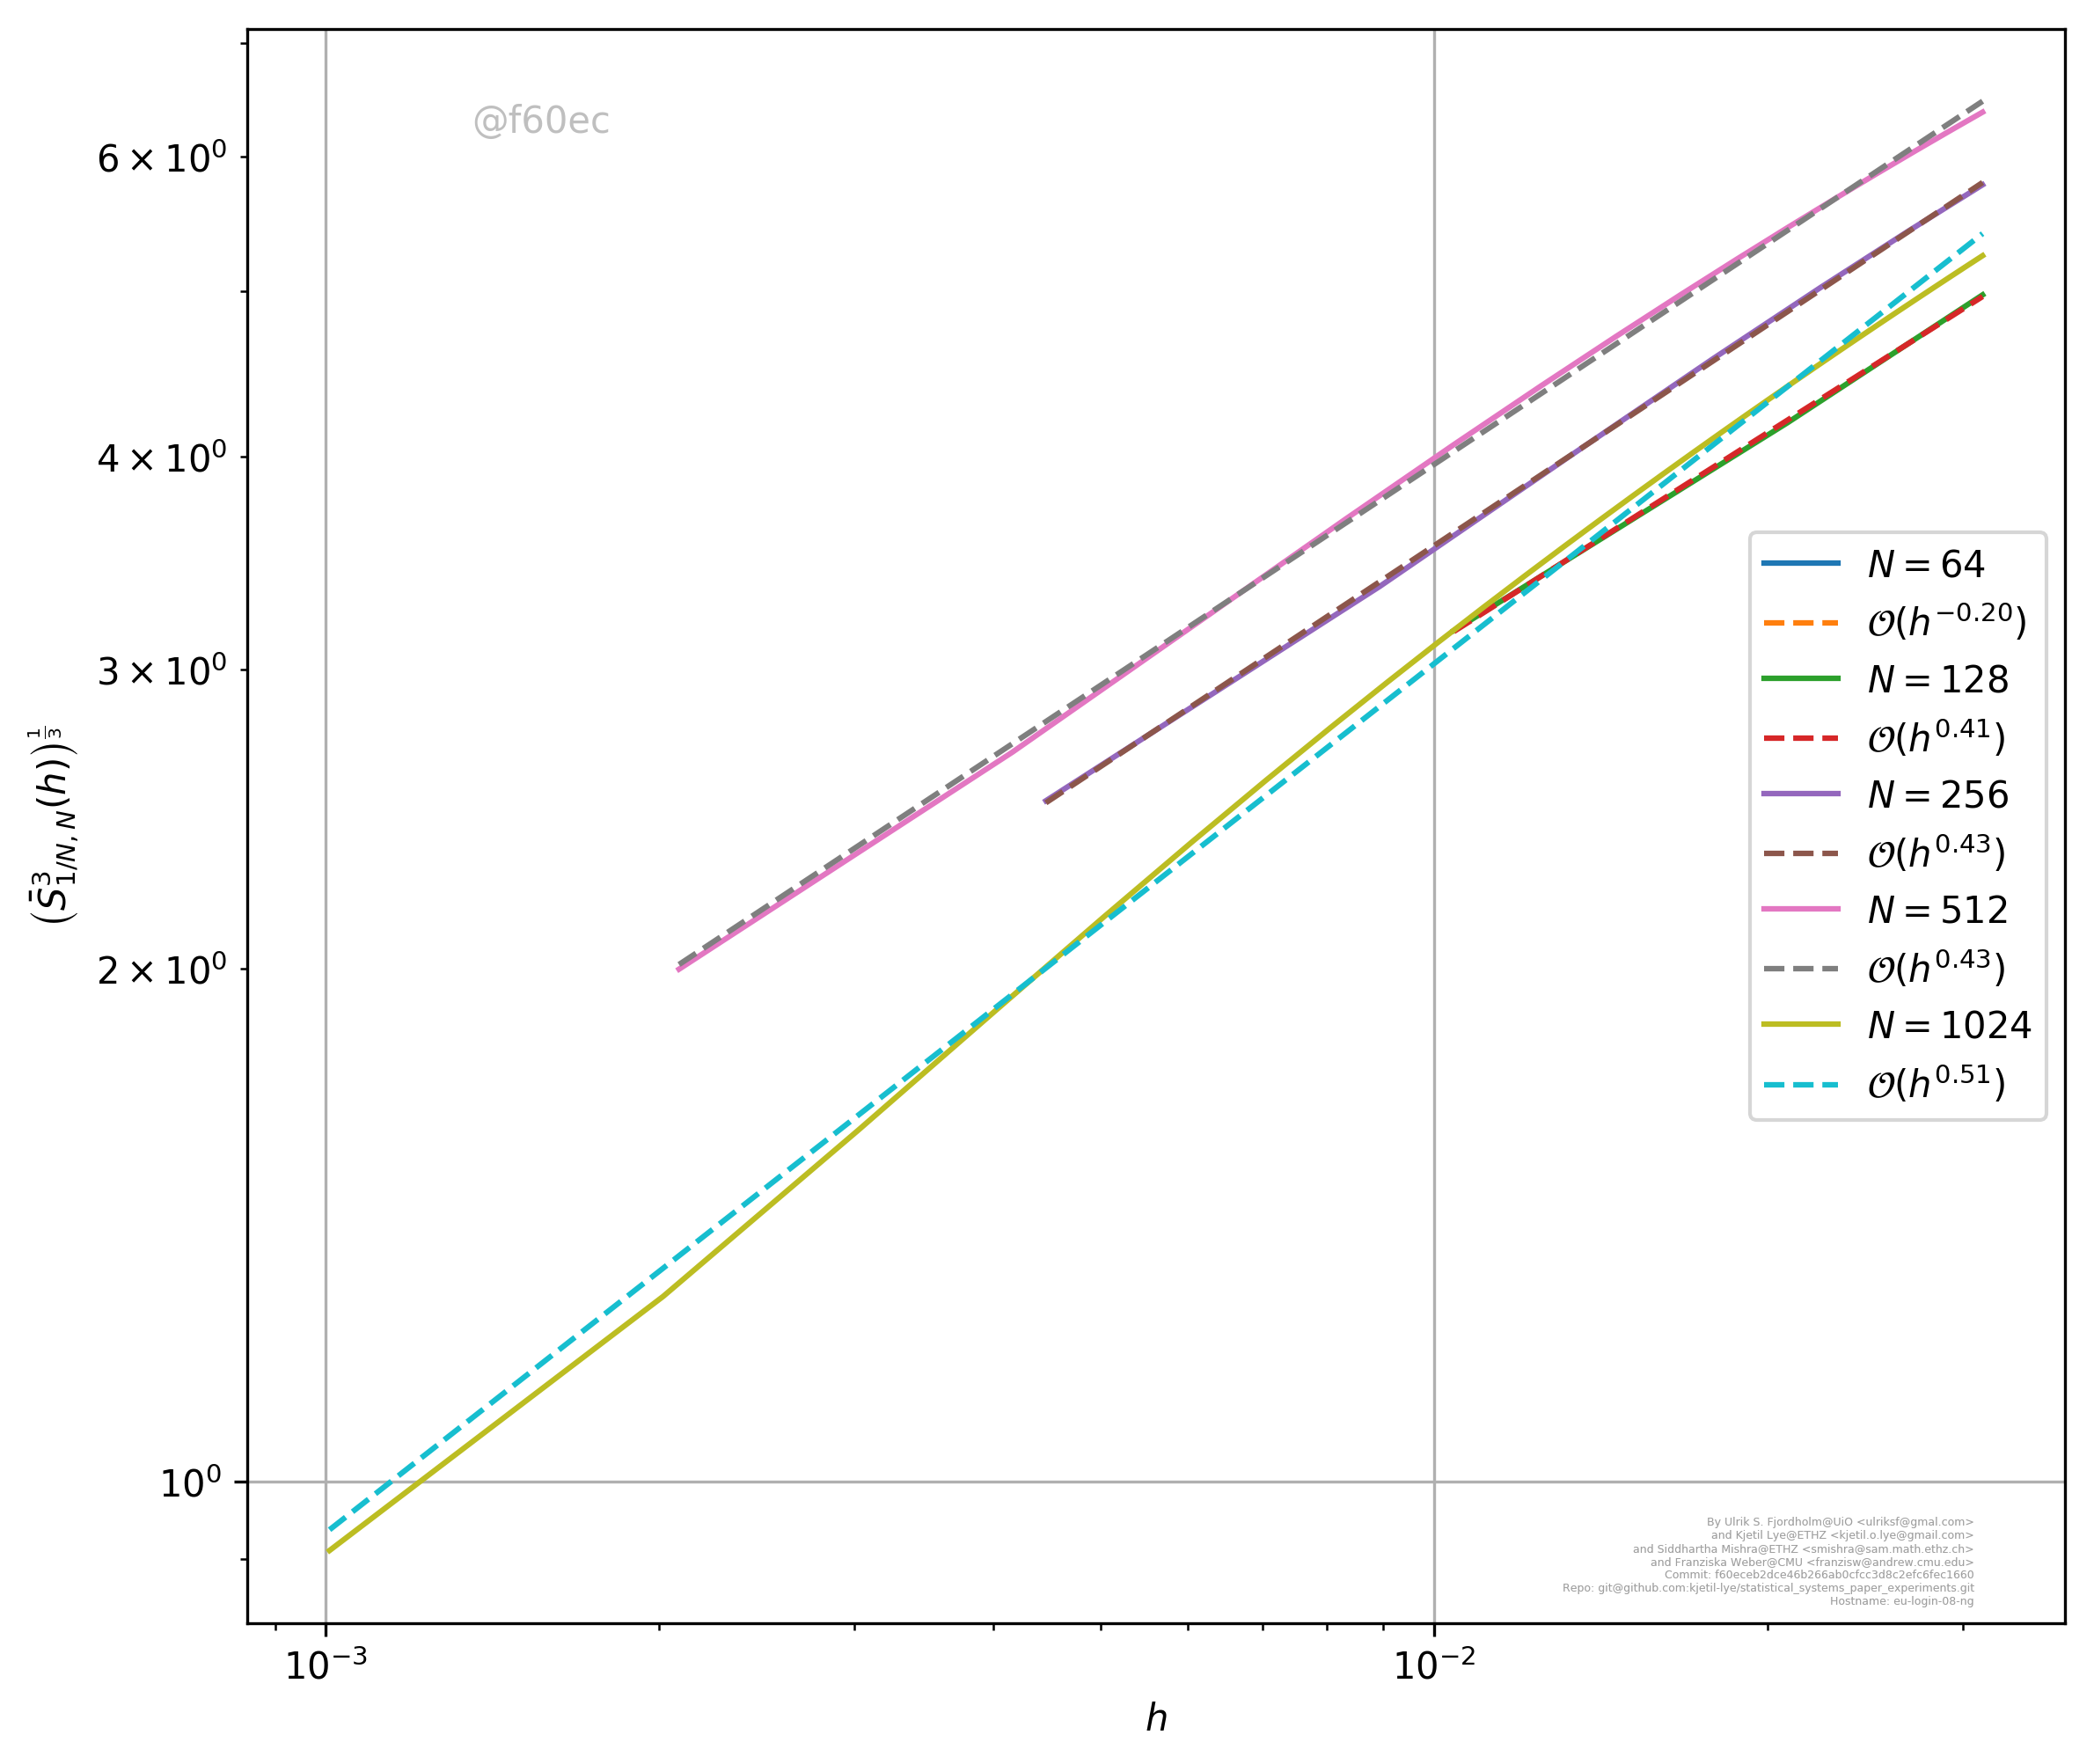 @f60ec
6 × 10⁰
4 × 10⁰
3 × 10⁰
2 × 10⁰
10⁰
(S̄³₁/N,N(h))^(1/3)
N = 64
𝒪(h^−0.20)
N = 128
𝒪(h^0.41)
N = 256
𝒪(h^0.43)
N = 512
𝒪(h^0.43)
N = 1024
𝒪(h^0.51)
By Ulrik S. Fjordholm@UiO <ulriksf@gmal.com>
and Kjetil Lye@ETHZ <kjetil.o.lye@gmail.com>
and Siddhartha Mishra@ETHZ <smishra@sam.math.ethz.ch>
and Franziska Weber@CMU <franzisw@andrew.cmu.edu>
Commit: f60eceb2dce46b266ab0cfcc3d8c2efc6fec1660
Repo: git@github.com:kjetil-lye/statistical_systems_paper_experiments.git
Hostname: eu-login-08-ng
10⁻³ 10⁻²
h